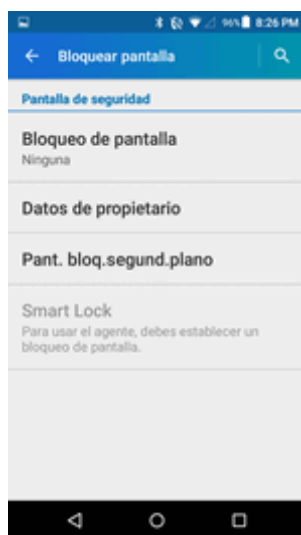 96% 8:26 PM
Bloquear pantalla
Pantalla de seguridad
Bloqueo de pantalla
Ninguna
Datos de propietario
Pant. bloq.segund.plano
Smart Lock
Para usar el agente, debes establecer un
bloqueo de pantalla.